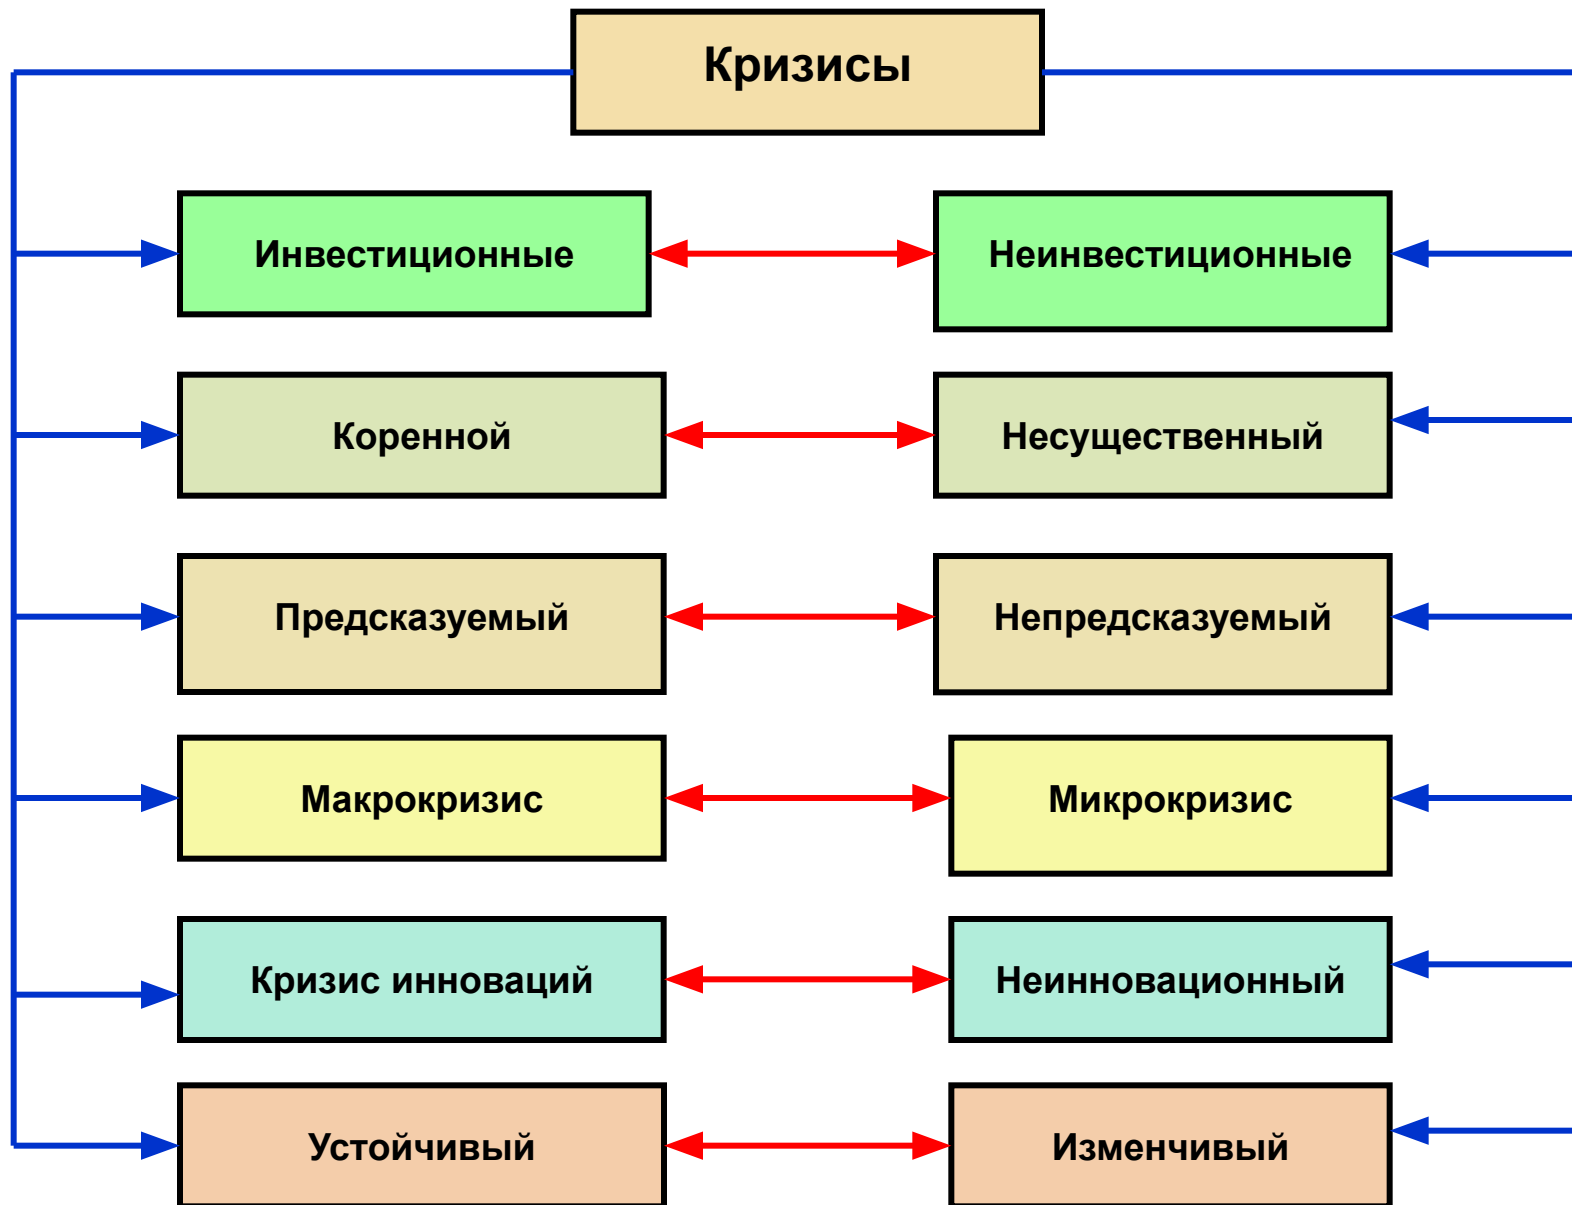 Кризисы
Инвестиционные
Неинвестиционные
Коренной
Несущественный
Предсказуемый
Непредсказуемый
Макрокризис
Микрокризис
Кризис инноваций
Неинновационный
Устойчивый
Изменчивый